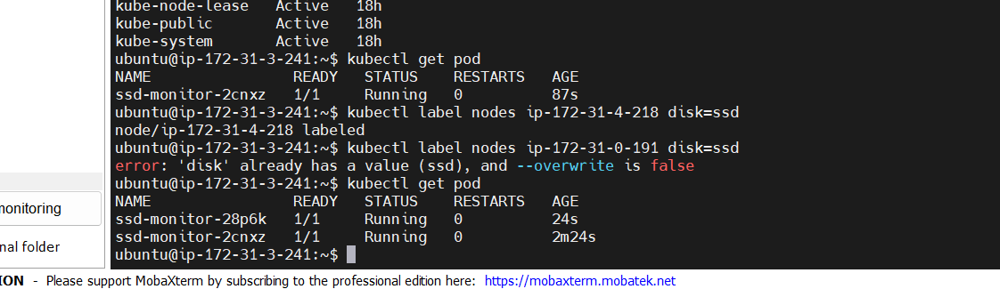 kube-node-lease   Active   18h
kube-public       Active   18h
kube-system       Active   18h
ubuntu@ip-172-31-3-241:~$ kubectl get pod
NAME                READY   STATUS    RESTARTS   AGE
ssd-monitor-2cnxz   1/1     Running   0          87s
ubuntu@ip-172-31-3-241:~$ kubectl label nodes ip-172-31-4-218 disk=ssd
node/ip-172-31-4-218 labeled
ubuntu@ip-172-31-3-241:~$ kubectl label nodes ip-172-31-0-191 disk=ssd
error: 'disk' already has a value (ssd), and --overwrite is false
ubuntu@ip-172-31-3-241:~$ kubectl get pod
NAME                READY   STATUS    RESTARTS   AGE
ssd-monitor-28p6k   1/1     Running   0          24s
ssd-monitor-2cnxz   1/1     Running   0          2m24s
ubuntu@ip-172-31-3-241:~$
monitoring
nal folder
ION - Please support MobaXterm by subscribing to the professional edition here: https://mobaxterm.mobatek.net